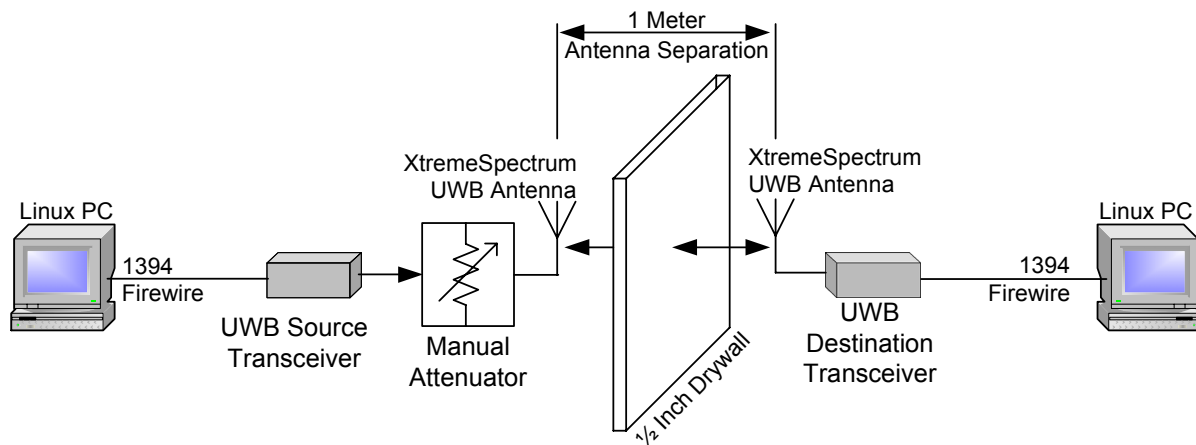 1 Meter
Antenna Separation
XtremeSpectrum
UWB Antenna
XtremeSpectrum
UWB Antenna
Linux PC
Linux PC
1394
Firewire
1394
Firewire
UWB Source
Transceiver
Manual
Attenuator
½ Inch Drywall
UWB
Destination
Transceiver